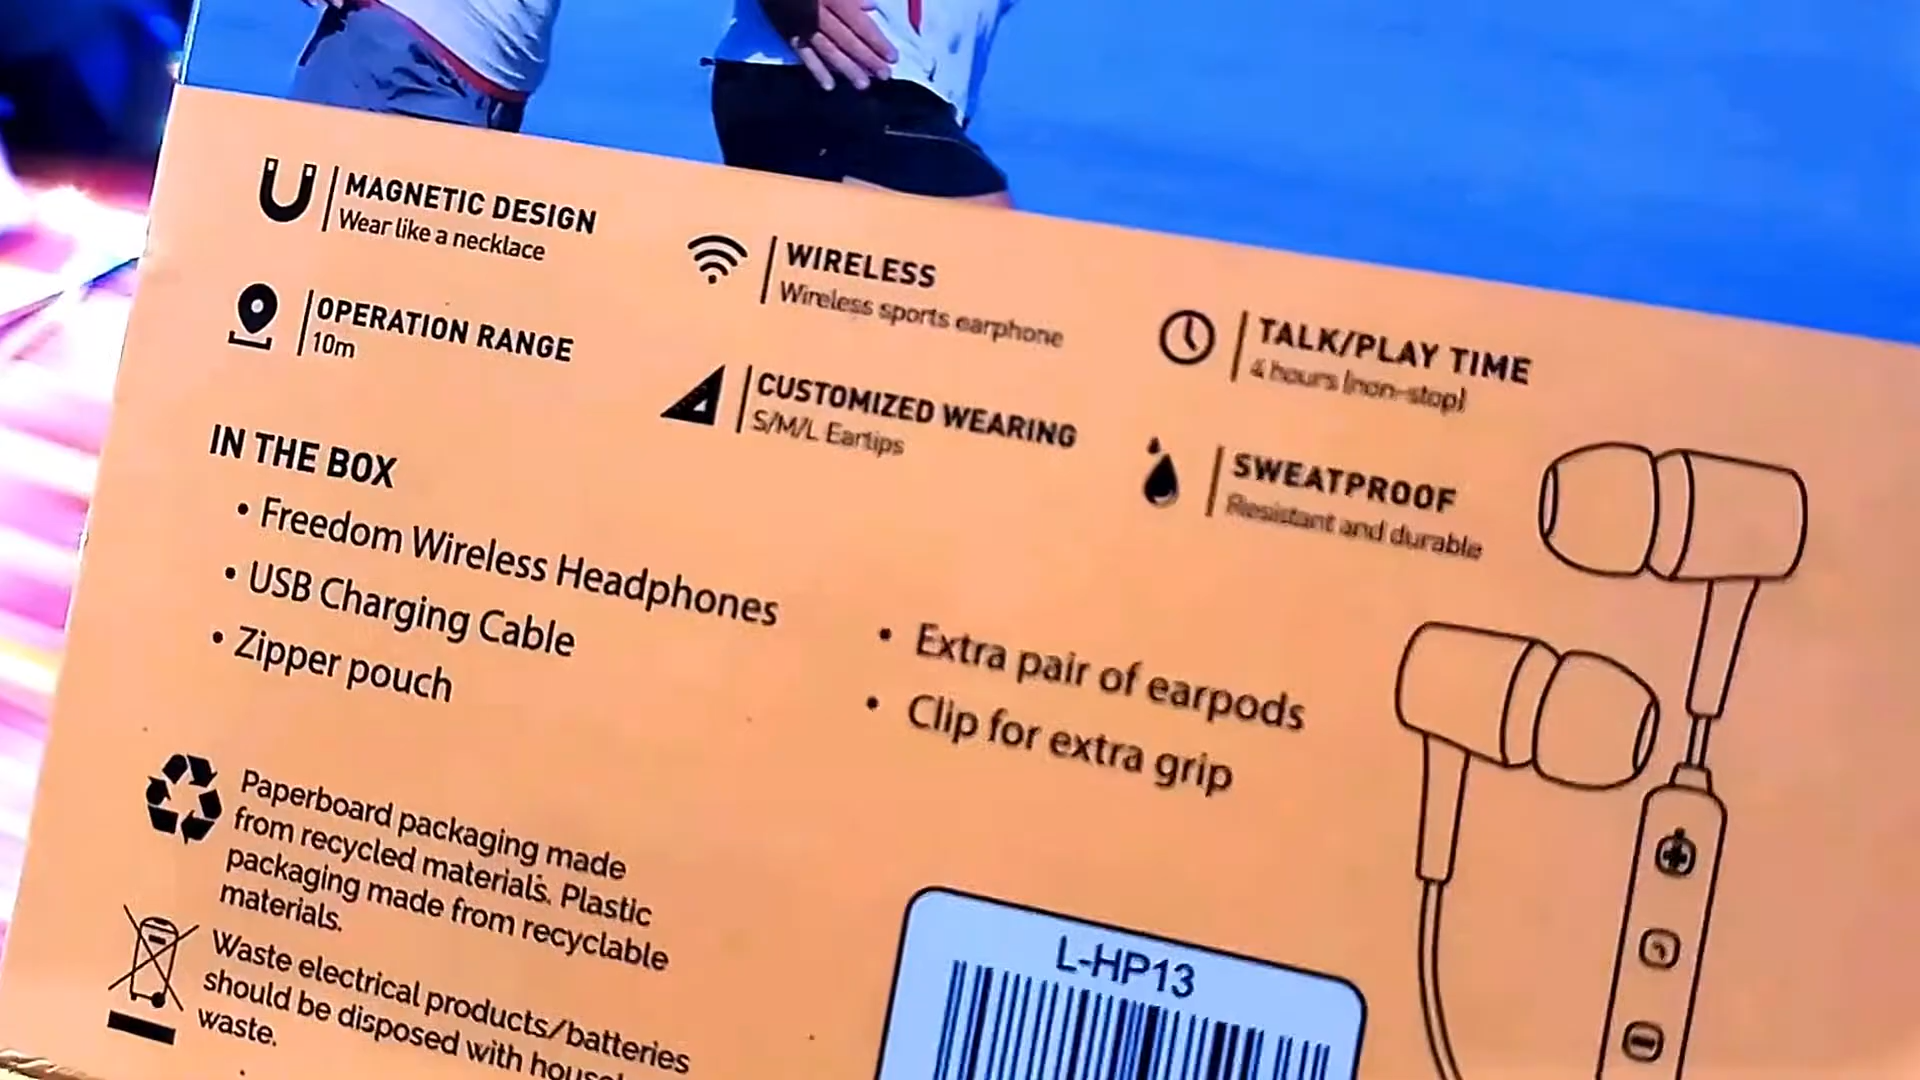 MAGNETIC DESIGN
Wear like a necklace
WIRELESS
Wireless sports earphone
TALK/PLAY TIME
4 hours (non-stop)
OPERATION RANGE
10m
CUSTOMIZED WEARING
S/M/L Eartips
SWEATPROOF
Resistant and durable
IN THE BOX
• Freedom Wireless Headphones
• USB Charging Cable
• Zipper pouch
• Extra pair of earpods
• Clip for extra grip
Paperboard packaging made
from recycled materials. Plastic
packaging made from recyclable
materials.
Waste electrical products/batteries
should be disposed with
waste.
L-HP13